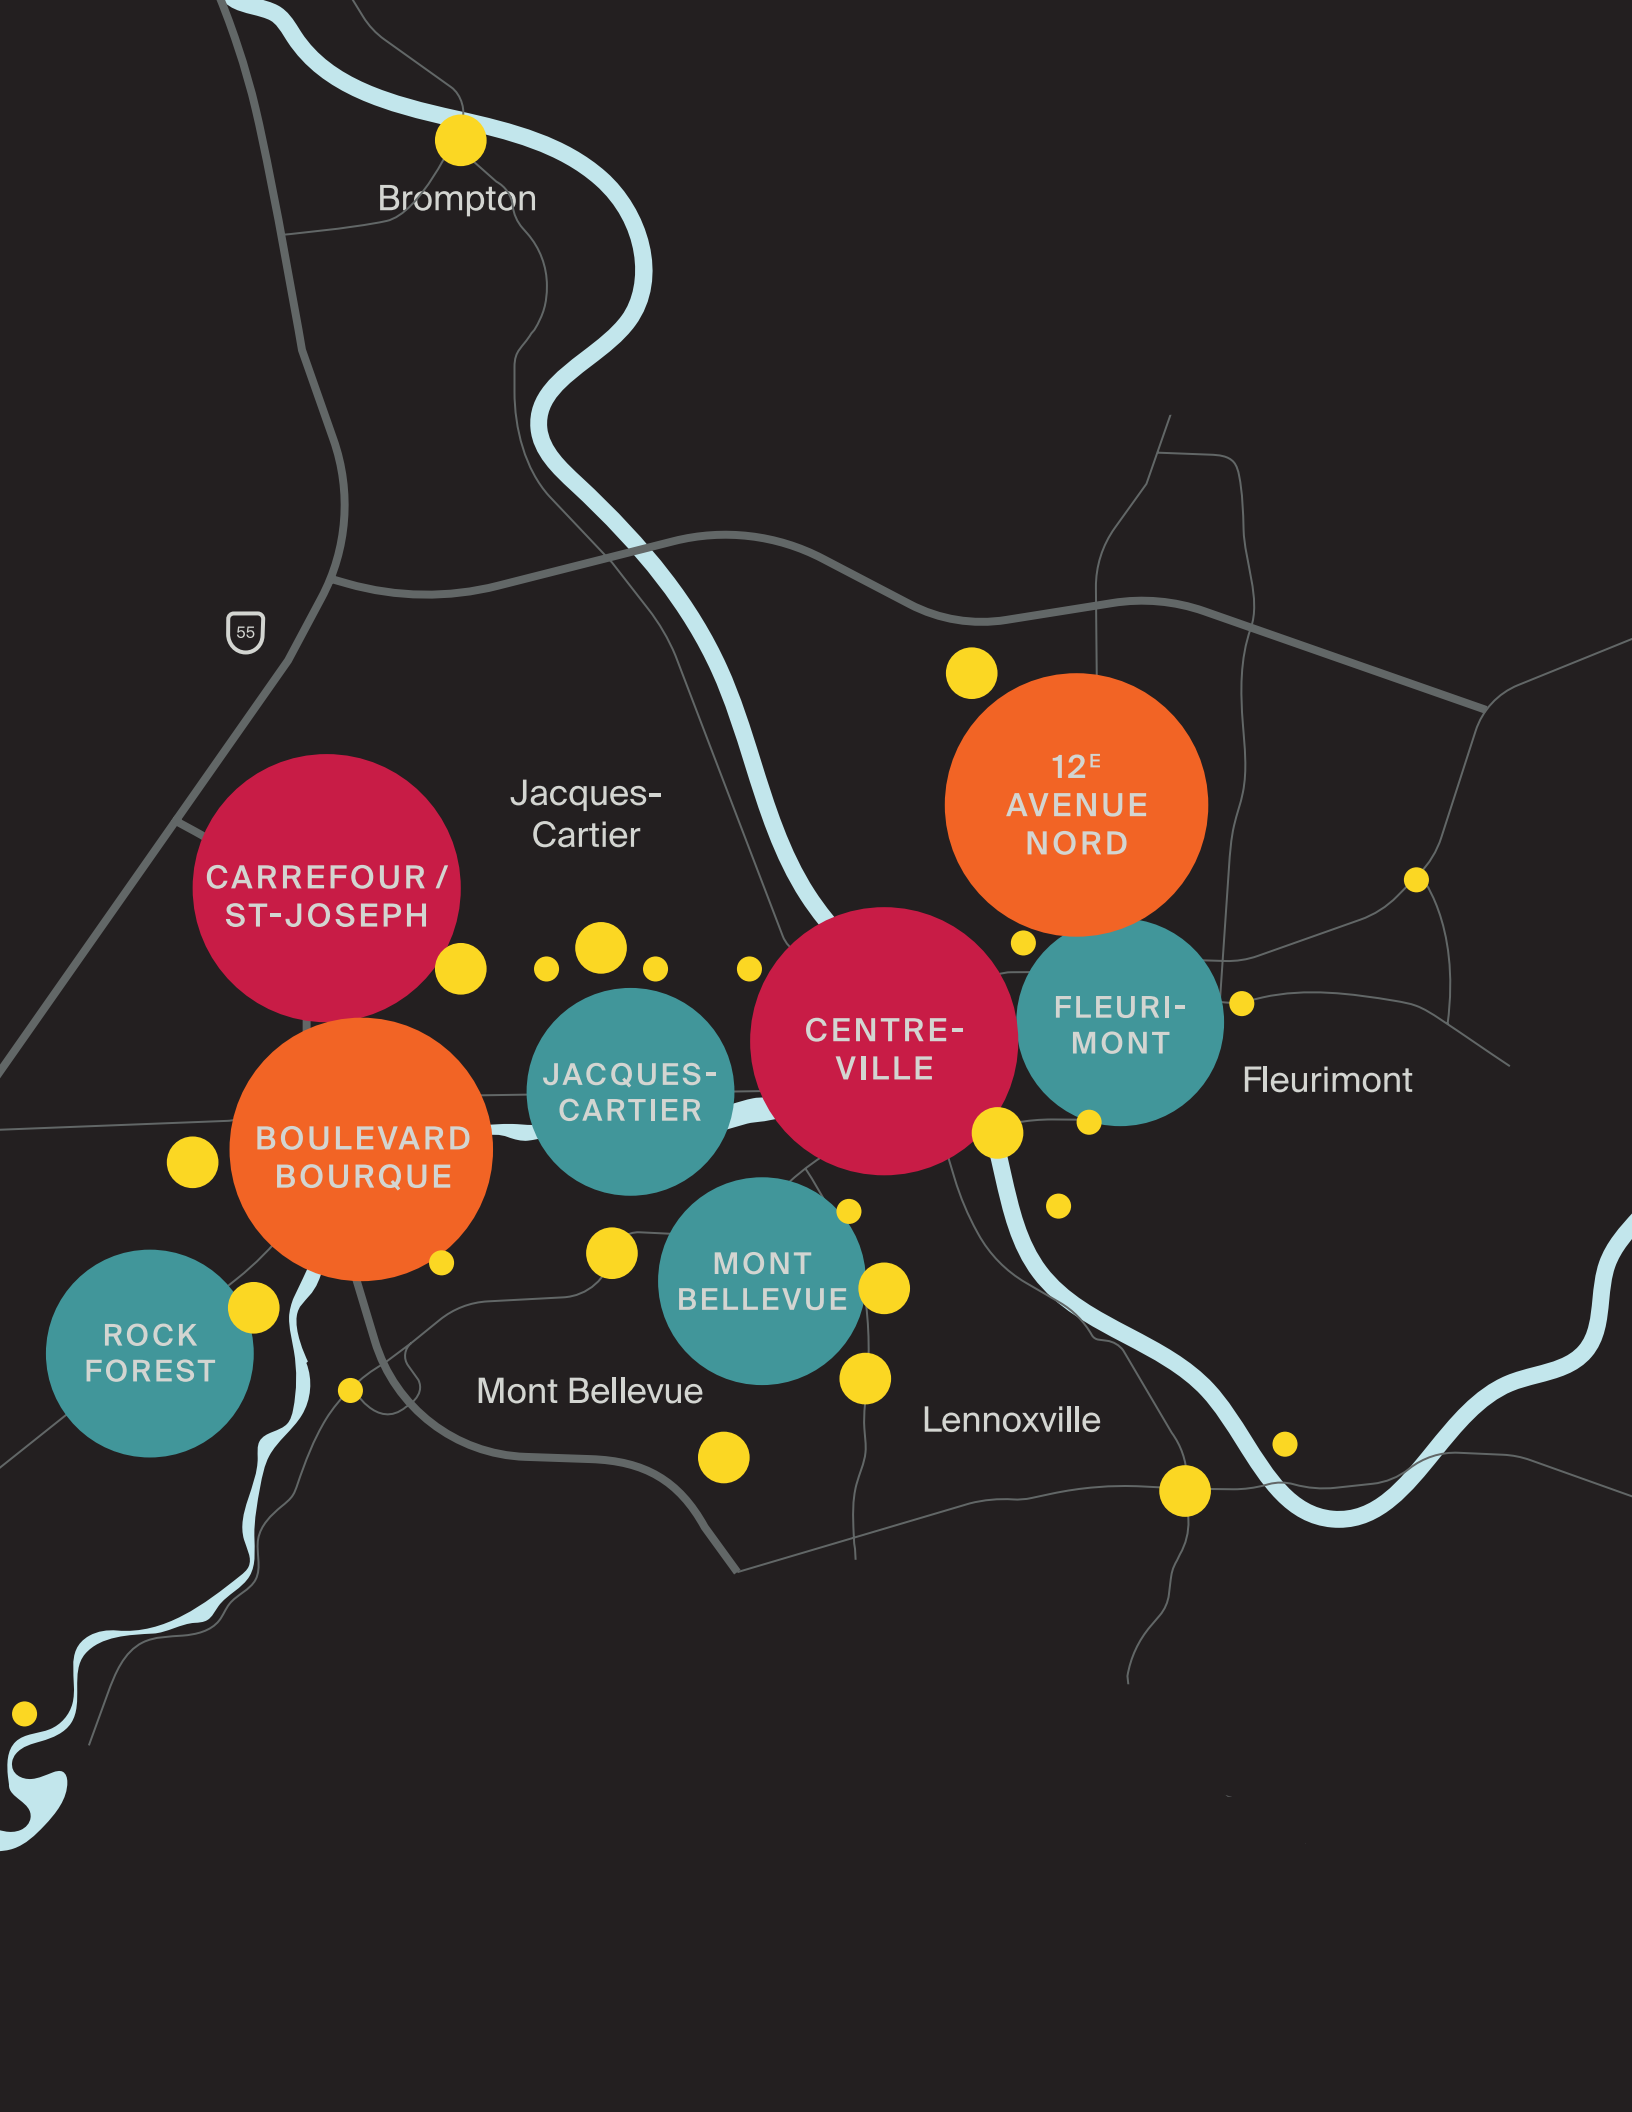 Brompton
55
12E
AVENUE
NORD
Jacques-
Cartier
CARREFOUR /
ST-JOSEPH
CENTRE-
VILLE
FLEURI-
MONT
JACQUES-
CARTIER
Fleurimont
BOULEVARD
BOURQUE
MONT
BELLEVUE
ROCK
FOREST
Mont Bellevue
Lennoxville